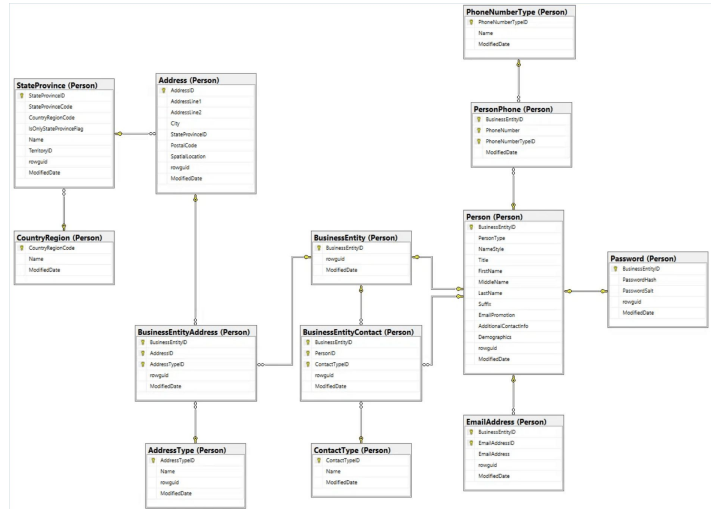 PhoneNumberType (Person)
PhoneNumberTypeID
Name
ModifiedDate
StateProvince (Person)
StateProvinceID
StateProvinceCode
CountryRegionCode
IsOnlyStateProvinceFlag
Name
TerritoryID
rowguid
ModifiedDate
Address (Person)
AddressID
AddressLine1
AddressLine2
City
StateProvinceID
PostalCode
SpatialLocation
rowguid
ModifiedDate
PersonPhone (Person)
BusinessEntityID
PhoneNumber
PhoneNumberTypeID
ModifiedDate
CountryRegion (Person)
CountryRegionCode
Name
ModifiedDate
BusinessEntity (Person)
BusinessEntityID
rowguid
ModifiedDate
Person (Person)
BusinessEntityID
PersonType
NameStyle
Title
FirstName
MiddleName
LastName
Suffix
EmailPromotion
AdditionalContactInfo
Demographics
rowguid
ModifiedDate
Password (Person)
BusinessEntityID
PasswordHash
PasswordSalt
rowguid
ModifiedDate
BusinessEntityAddress (Person)
BusinessEntityID
AddressID
AddressTypeID
rowguid
ModifiedDate
BusinessEntityContact (Person)
BusinessEntityID
PersonID
ContactTypeID
rowguid
ModifiedDate
AddressType (Person)
AddressTypeID
Name
rowguid
ModifiedDate
ContactType (Person)
ContactTypeID
Name
ModifiedDate
EmailAddress (Person)
BusinessEntityID
EmailAddressID
EmailAddress
rowguid
ModifiedDate